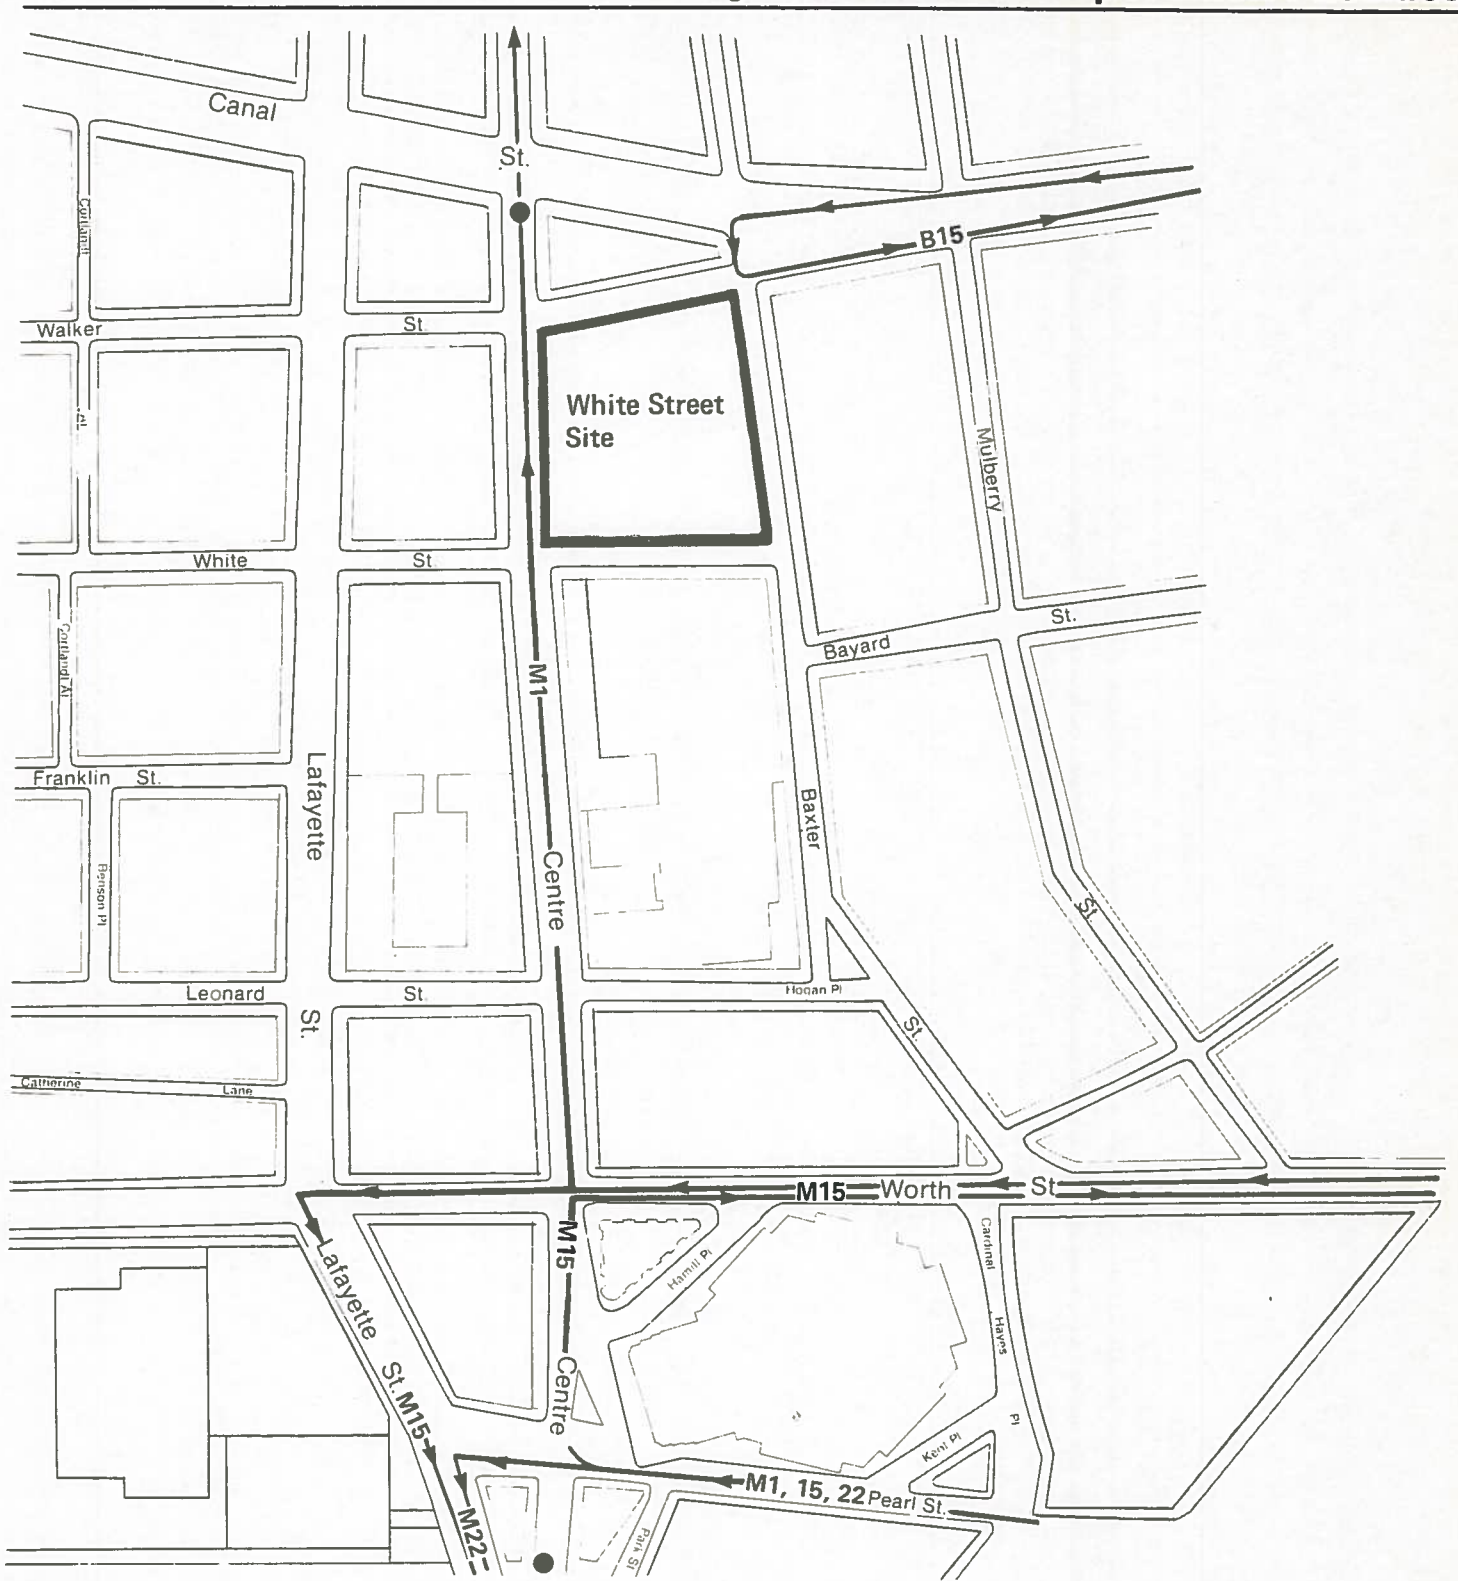 Canal
St.
Cortlandt
B15
Walker
St.
White Street
Site
Mulberry
White
St.
St.
Bayard
Cortlandt Al
M1
Franklin St.
Lafayette
Baxter
Centre
Benson Pl
St.
Leonard
St.
Hogan Pl
St.
St.
Catherine
Lane
M15
Worth
St
M15
Lafayette
Hamill Pl
Cardinal
Hayes
Pl
St.
M15
Centre
Kent Pl
M1, 15, 22
Pearl St.
M22
Park St